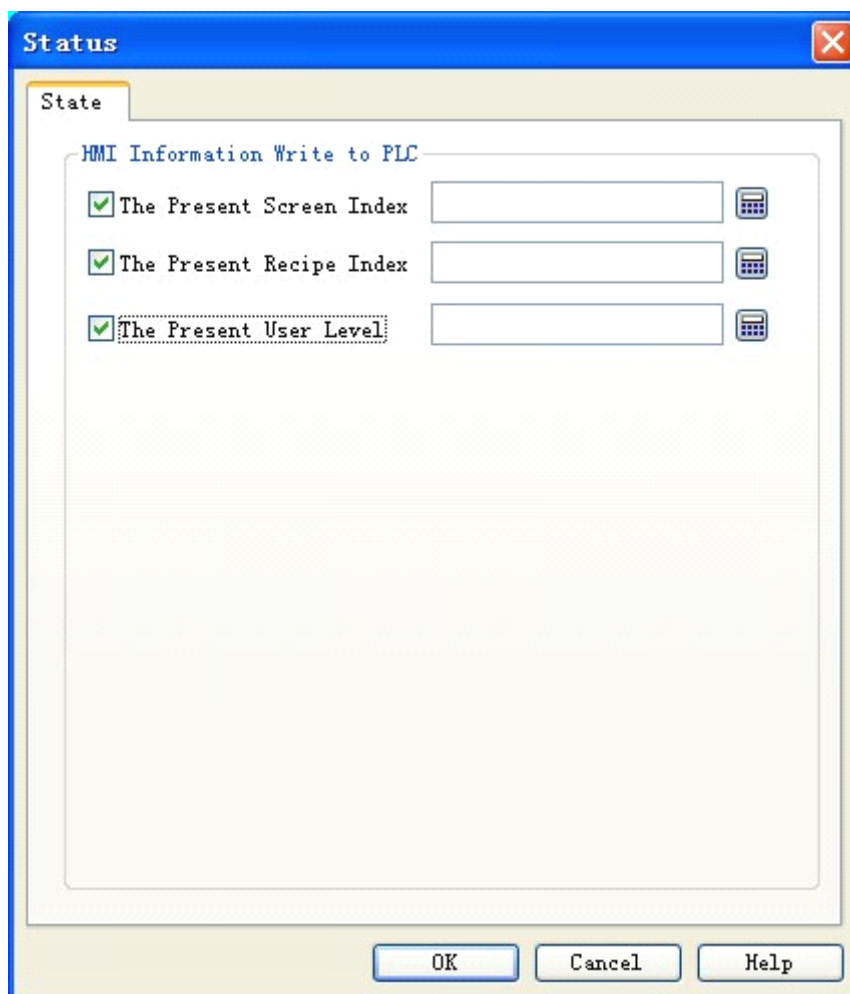 Status
State
HMI Information Write to PLC
The Present Screen Index
The Present Recipe Index
The Present User Level
OK Cancel Help